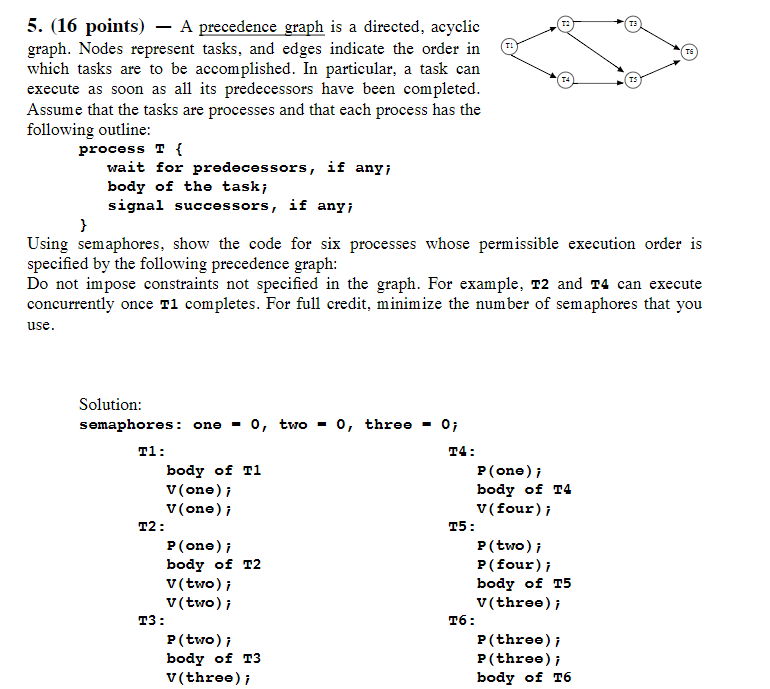 5. (16 points) — A precedence graph is a directed, acyclic
graph. Nodes represent tasks, and edges indicate the order in
which tasks are to be accomplished. In particular, a task can
execute as soon as all its predecessors have been completed.
Assume that the tasks are processes and that each process has the
following outline:
process T {
wait for predecessors, if any;
body of the task;
signal successors, if any;
}
T1
T2
T3
T4
T5
T6
Using semaphores, show the code for six processes whose permissible execution order is
specified by the following precedence graph:
Do not impose constraints not specified in the graph. For example, T2 and T4 can execute
concurrently once T1 completes. For full credit, minimize the number of semaphores that you
use.
Solution:
semaphores: one = 0, two = 0, three = 0;
T1:
body of T1
V(one);
V(one);
T2:
P(one);
body of T2
V(two);
V(two);
T3:
P(two);
body of T3
V(three);
T4:
P(one);
body of T4
V(four);
T5:
P(two);
P(four);
body of T5
V(three);
T6:
P(three);
P(three);
body of T6